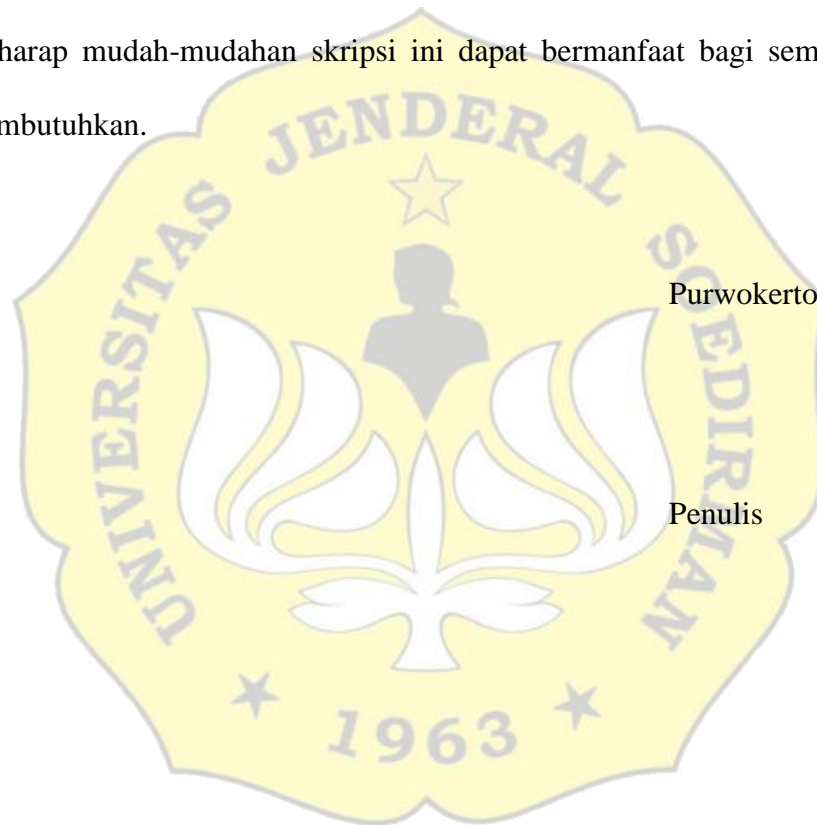 harap mudah-mudahan skripsi ini dapat bermanfaat bagi sem
mbutuhkan.
UNIVERSITAS JENDERAL SOEDIRMAN
Purwokerto
Penulis
★ 1963 ★